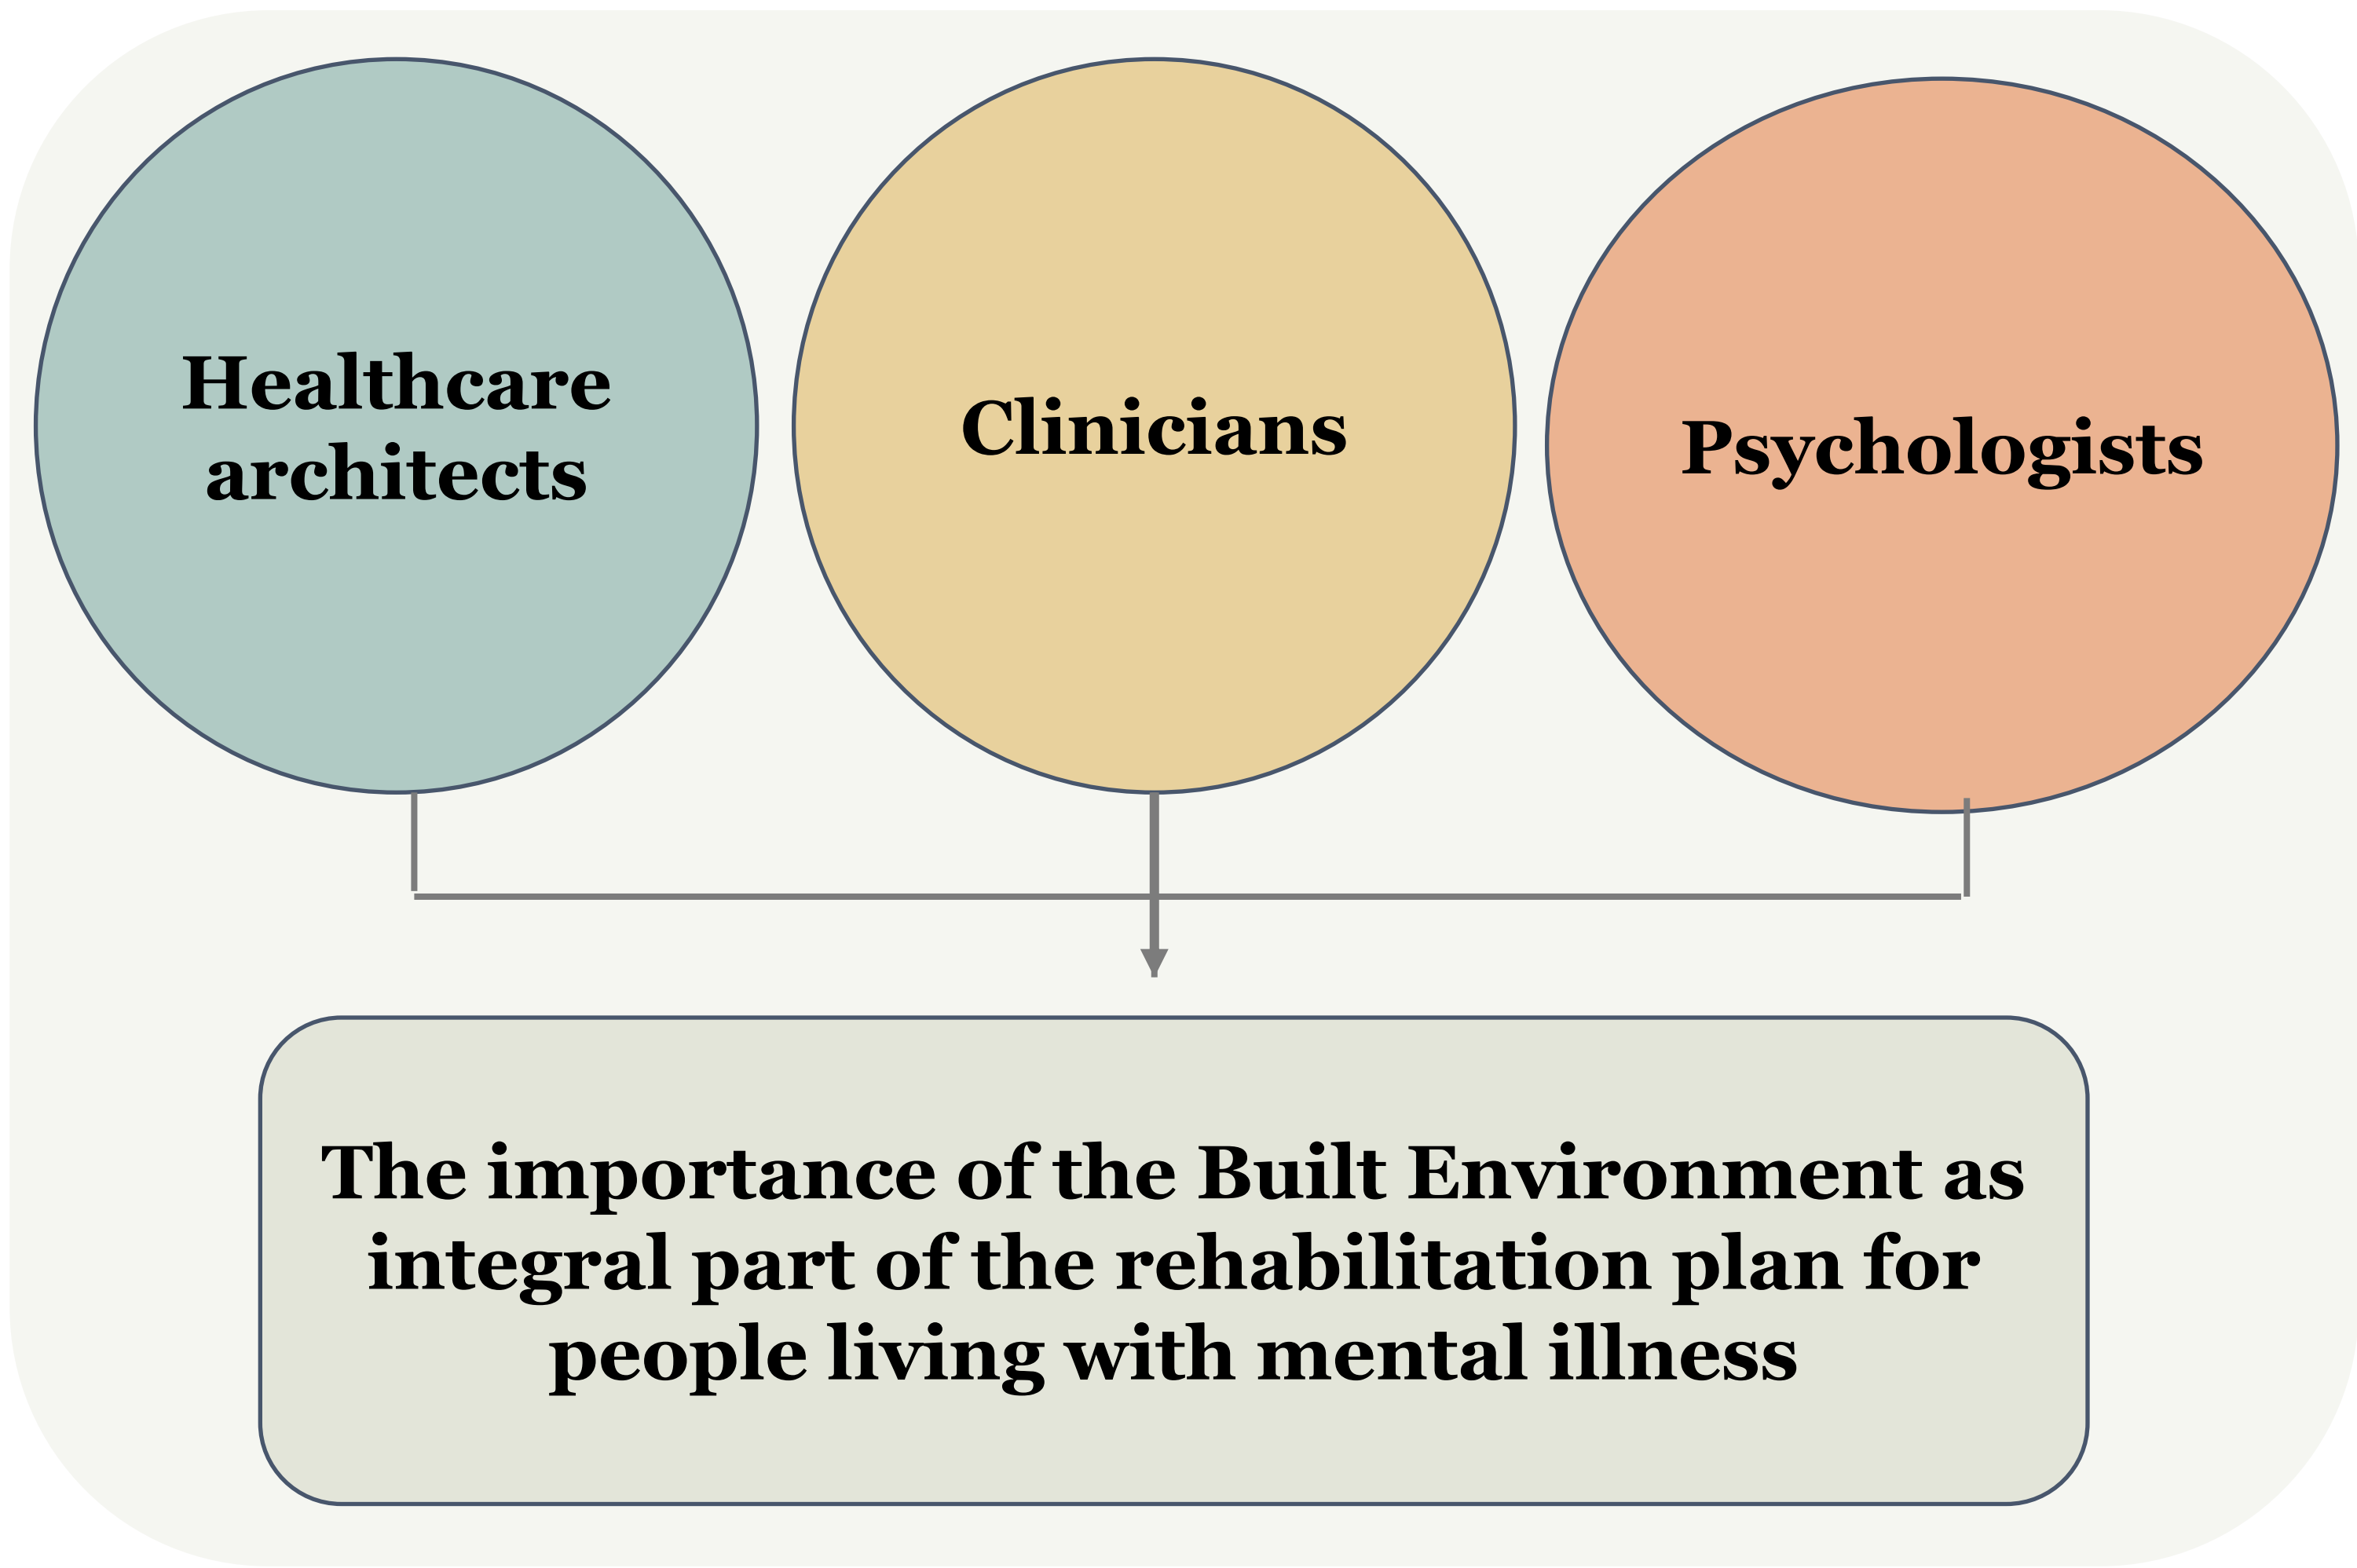 Healthcare
architects
Clinicians
Psychologists
The importance of the Built Environment as
integral part of the rehabilitation plan for
people living with mental illness